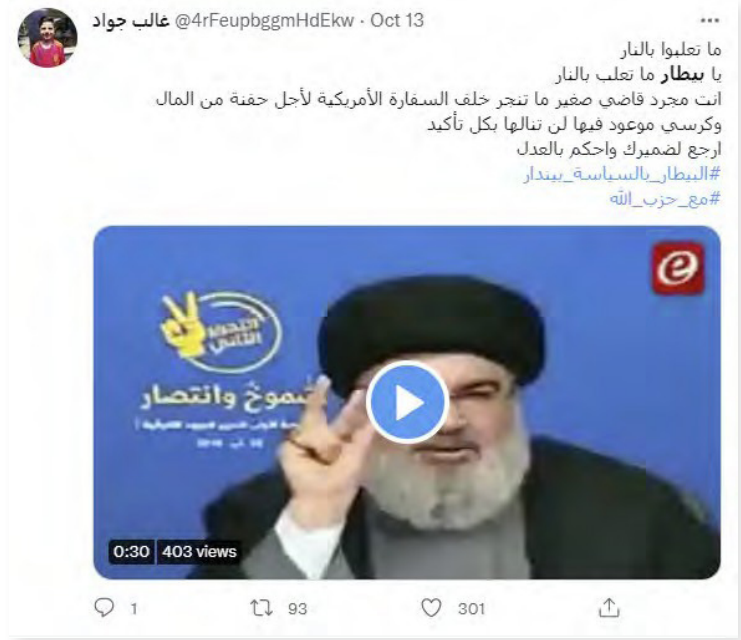 غالب جواد @4rFeupbggmHdEkw · Oct 13
ما تعلبوا بالنار
يا بيطار ما تعلب بالنار
انت مجرد قاضي صغير ما تنجر خلف السفارة الأمريكية لأجل حفنة من المال
وكرسي موعود فيها لن تنالها بكل تأكيد
ارجع لضميرك واحكم بالعدل
#البيطار_بالسياسة_بيندار
#مع_حزب_الله
e
التحرير
الثاني
شموخ وانتصار
0:30 403 views
1 93 301